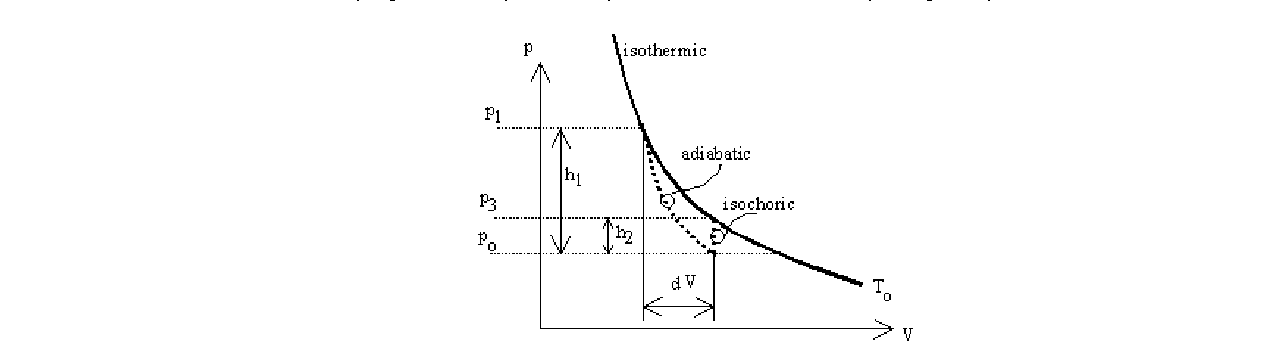 p
isothermic
p1
adiabatic
h1
p3
isochoric
h2
po
dV
To
V